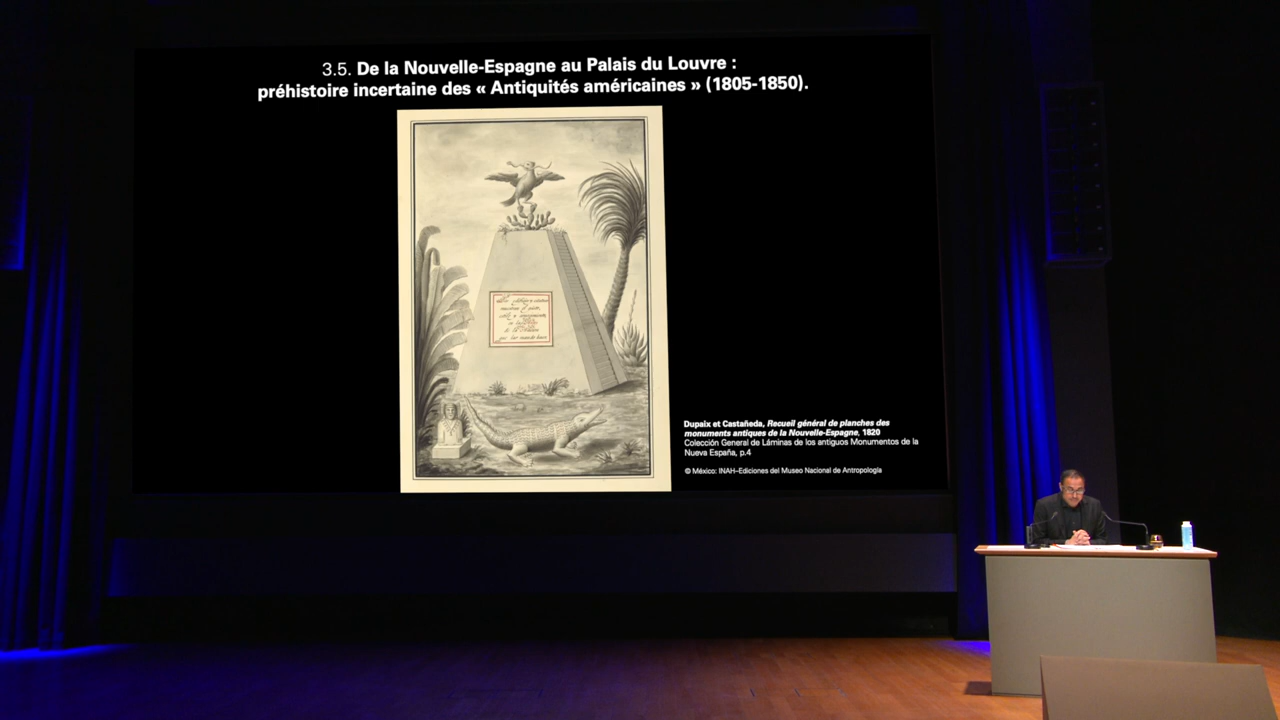 3.5. De la Nouvelle-Espagne au Palais du Louvre :
préhistoire incertaine des « Antiquités américaines » (1805-1850).
Dupaix et Castañeda, Recueil général de planches des
monuments antiques de la Nouvelle-Espagne, 1820
Colección General de Láminas de los antiguos Monumentos de la
Nueva España, p.4
© México: INAH–Ediciones del Museo Nacional de Antropología